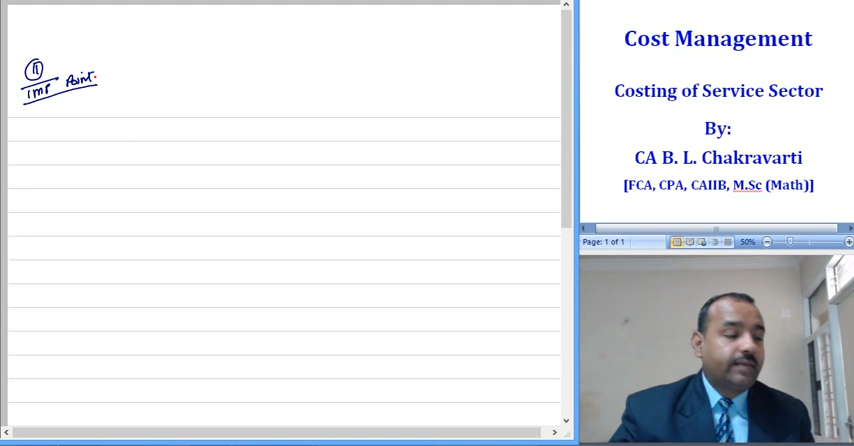 11
IMP Point.
Cost Management
Costing of Service Sector
By:
CA B. L. Chakravarti
[FCA, CPA, CAIIB, M.Sc (Math)]
Page: 1 of 1
50%